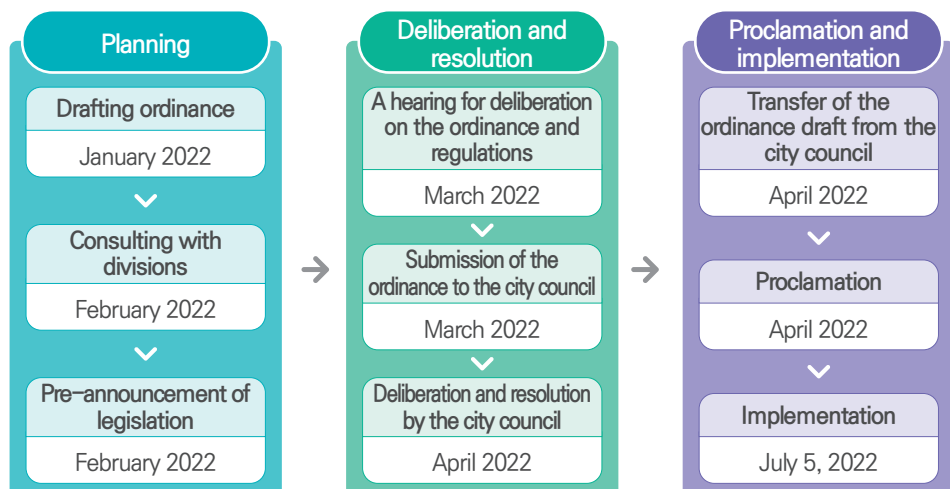 Planning
Drafting ordinance
January 2022
Consulting with
divisions
February 2022
Pre-announcement of
legislation
February 2022
Deliberation and
resolution
A hearing for deliberation
on the ordinance and
regulations
March 2022
Submission of the
ordinance to the city council
March 2022
Deliberation and resolution
by the city council
April 2022
Proclamation and
implementation
Transfer of the
ordinance draft from the
city council
April 2022
Proclamation
April 2022
Implementation
July 5, 2022